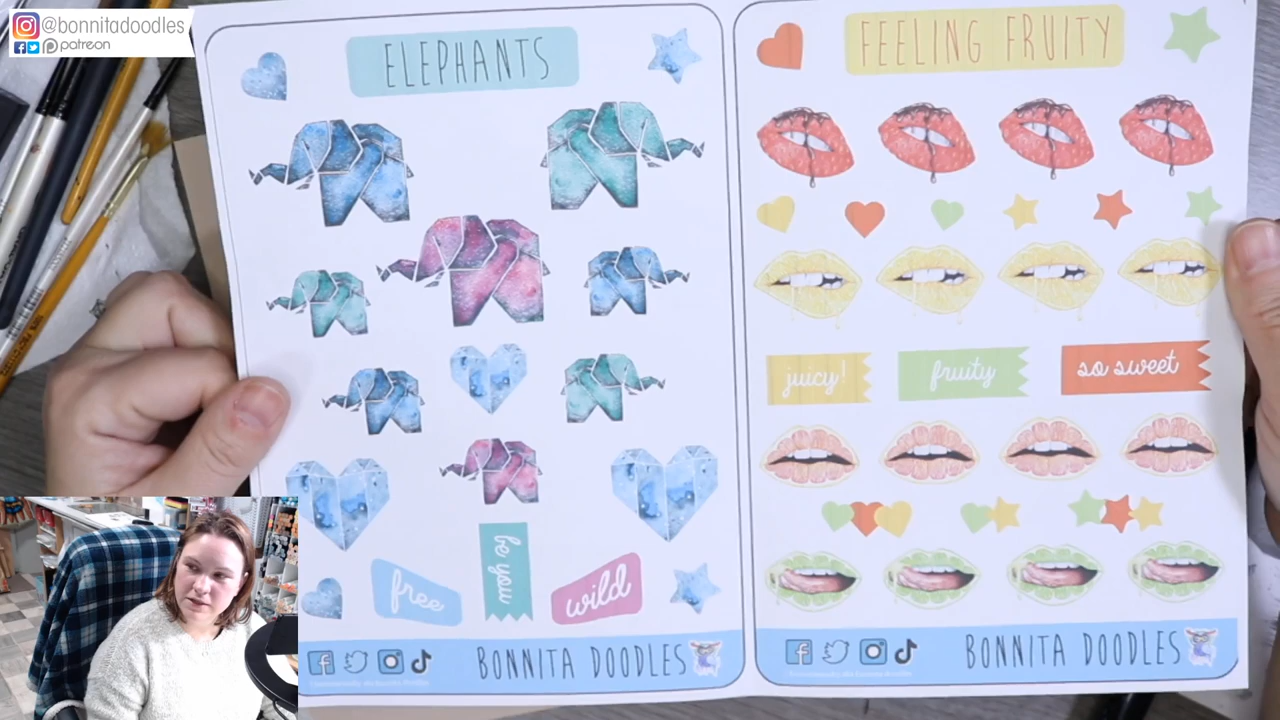 @bonnitadoodles
patreon
ELEPHANTS
FEELING FRUITY
juicy!
fruity
so sweet
be you
free
wild
BONNITA DOODLES
BONNITA DOODLES